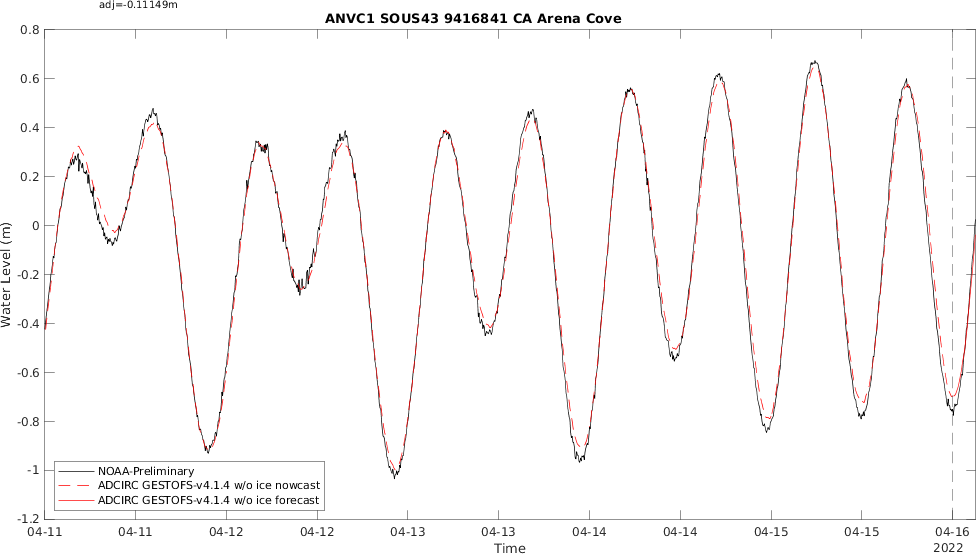 adj=-0.11149m
ANVC1 SOUS43 9416841 CA Arena Cove
0.8
0.6
0.4
0.2
0
-0.2
-0.4
-0.6
-0.8
-1
-1.2
Water Level (m)
NOAA-Preliminary
ADCIRC GESTOFS-v4.1.4 w/o ice nowcast
ADCIRC GESTOFS-v4.1.4 w/o ice forecast
04-11 04-11 04-12 04-12 04-13 04-13 04-14 04-14 04-15 04-15 04-16
Time
2022